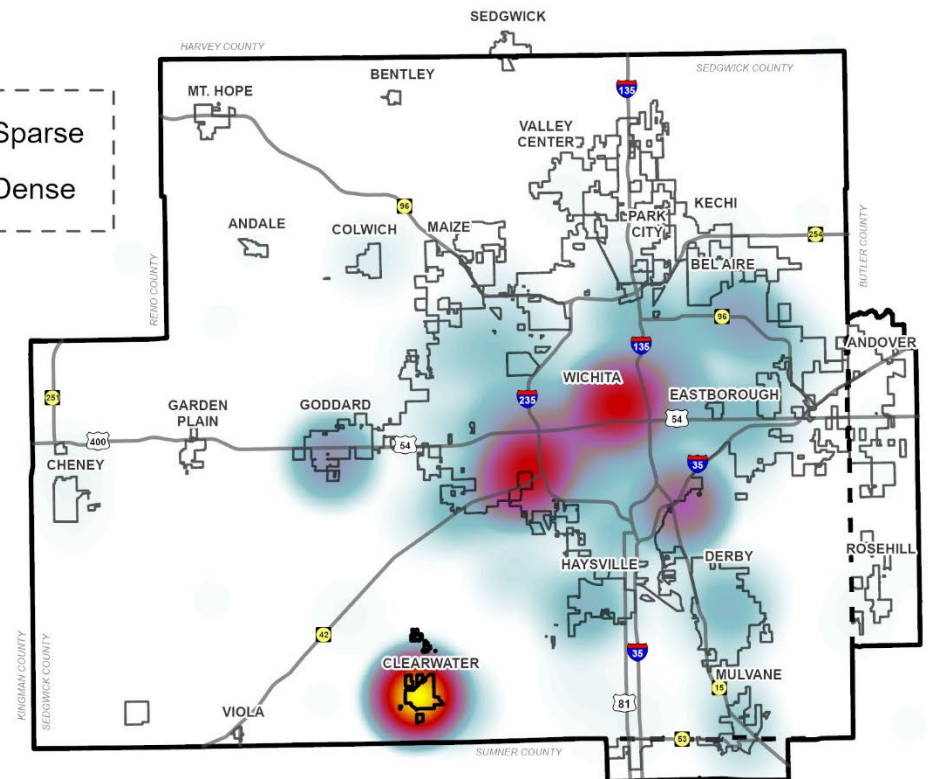 SEDGWICK
HARVEY COUNTY
SEDGWICK COUNTY
BENTLEY
MT. HOPE
135
Sparse
Dense
VALLEY
CENTER
96
KECHI
PARK
CITY
ANDALE
COLWICH
MAIZE
254
BEL AIRE
BUTLER COUNTY
RENO COUNTY
96
135
ANDOVER
WICHITA
251
235
EASTBOROUGH
GARDEN
PLAIN
GODDARD
54
400
54
CHENEY
35
ROSEHILL
HAYSVILLE
DERBY
42
KINGMAN COUNTY
SEDGWICK COUNTY
35
CLEARWATER
MULVANE
15
81
VIOLA
53
SUMNER COUNTY